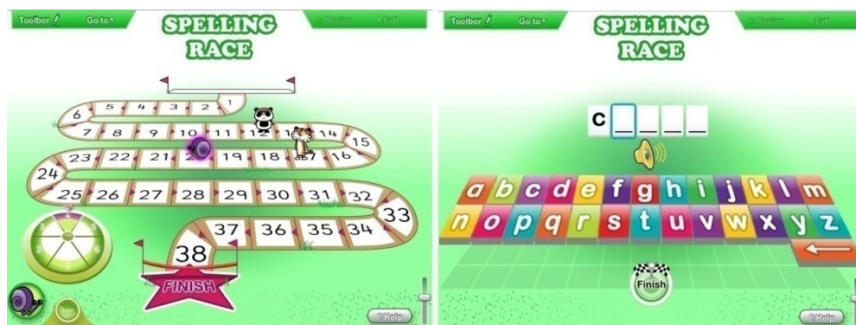 Toolbar
Go to
SPELLING
RACE
Resize
Exit
6 5 4 3 2 1
7 8 9 10 11 12 14
15
23 22 21 19 18 17 16
24
25 26 27 28 29 30 31 32
33
37 36 35 34
38
FINISH
Help
Toolbar
Go to
SPELLING
RACE
Resize
Exit
C _ _ _ _
a b c d e f g h i j k l m
n o p q r s t u v w x y z
Finish
Help